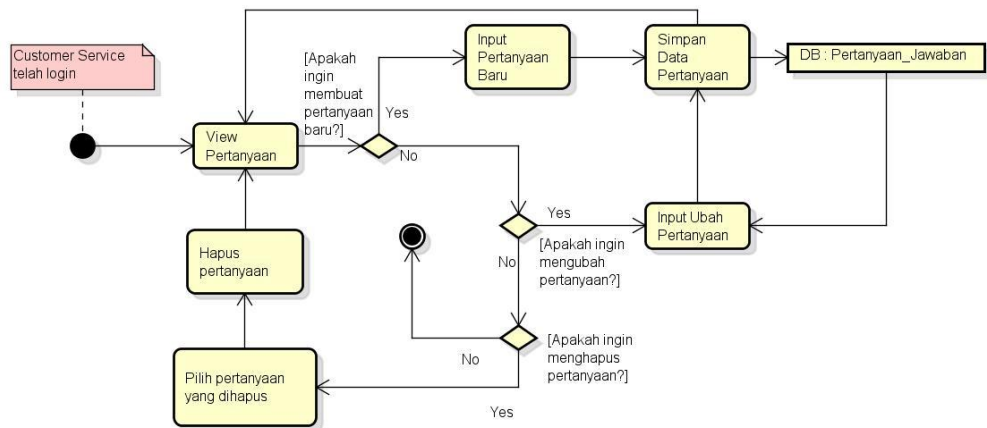 Customer Service
telah login
View
Pertanyaan
[Apakah
ingin
membuat
pertanyaan
baru?]
Yes
No
Input
Pertanyaan
Baru
Simpan
Data
Pertanyaan
DB : Pertanyaan_Jawaban
Yes
[Apakah ingin
mengubah
pertanyaan?]
No
Input Ubah
Pertanyaan
Hapus
pertanyaan
[Apakah ingin
menghapus
pertanyaan?]
No
Yes
Pilih pertanyaan
yang dihapus